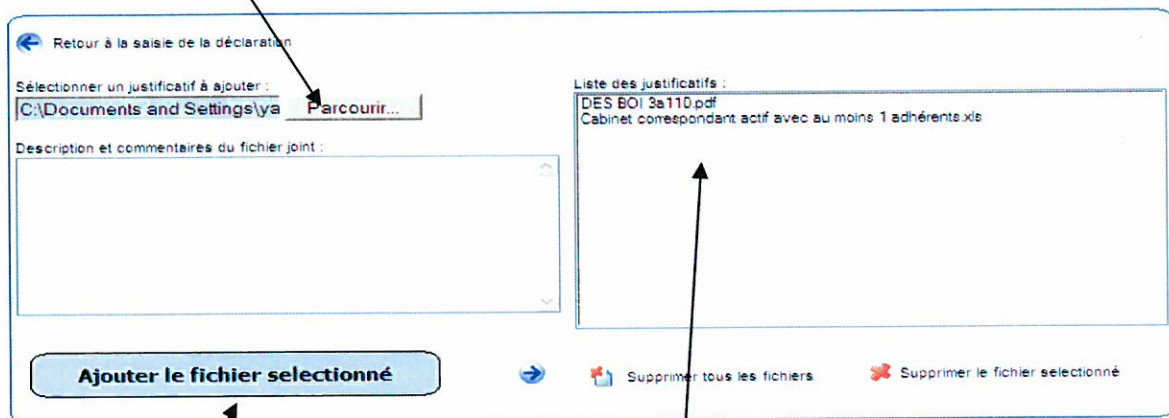 Retour à la saisie de la déclaration
Sélectionner un justificatif à ajouter :
C:\Documents and Settings\ya
Parcourir...
Description et commentaires du fichier joint :
Liste des justificatifs :
DES BOI 3a110.pdf
Cabinet correspondant actif avec au moins 1 adhérents.xls
Ajouter le fichier selectionné
Supprimer tous les fichiers
Supprimer le fichier selectionné